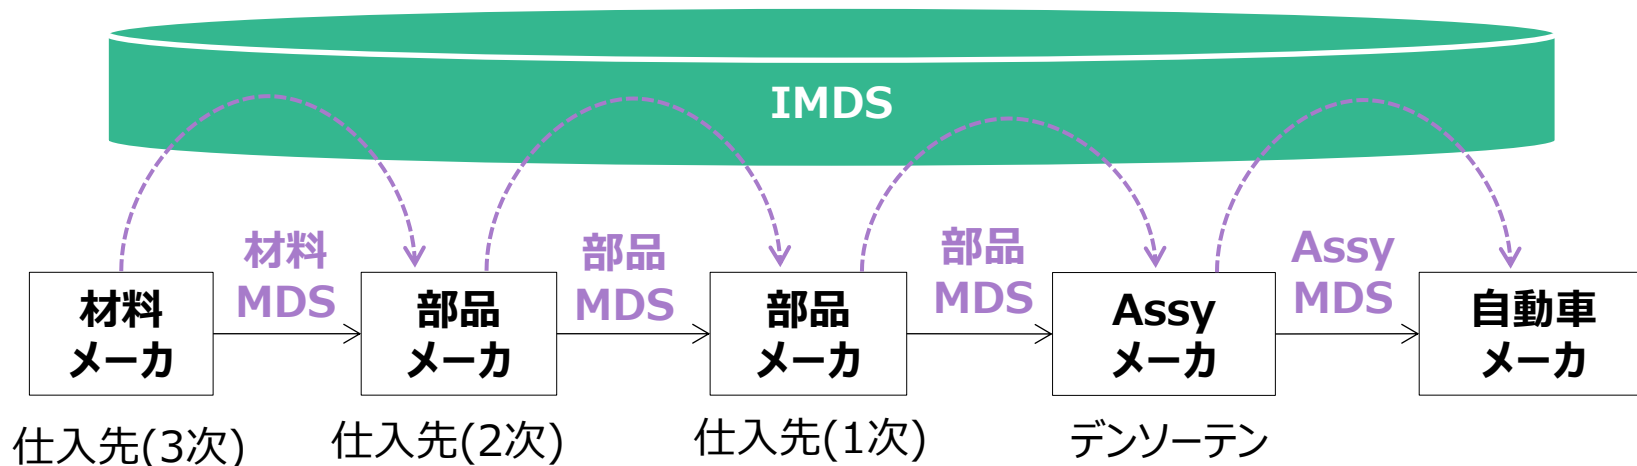 IMDS
材料
MDS
部品
MDS
部品
MDS
Assy
MDS
材料
メーカ
部品
メーカ
部品
メーカ
Assy
メーカ
自動車
メーカ
仕入先(3次)
仕入先(2次)
仕入先(1次)
デンソーテン